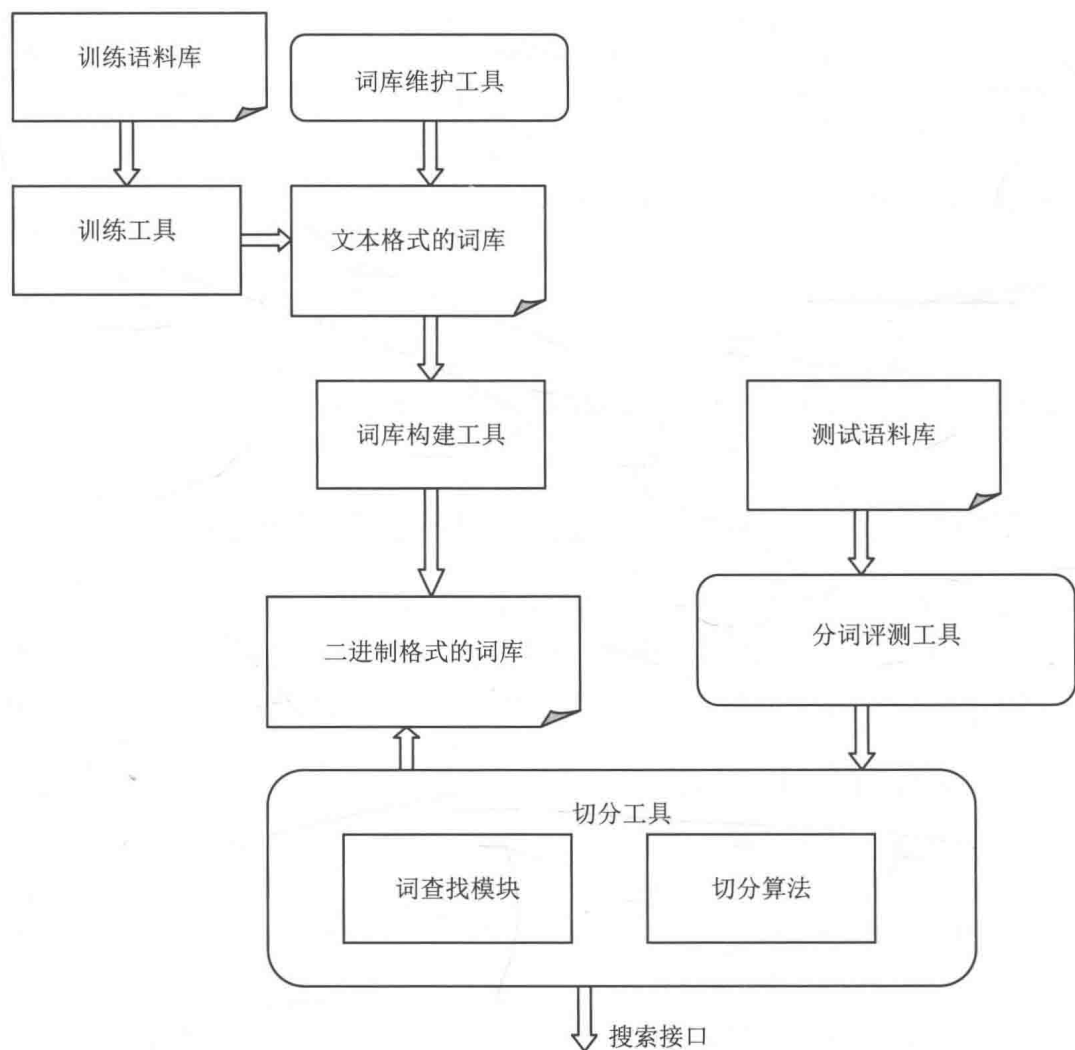 训练语料库
词库维护工具
训练工具
文本格式的词库
词库构建工具
测试语料库
二进制格式的词库
分词评测工具
切分工具
词查找模块
切分算法
搜索接口